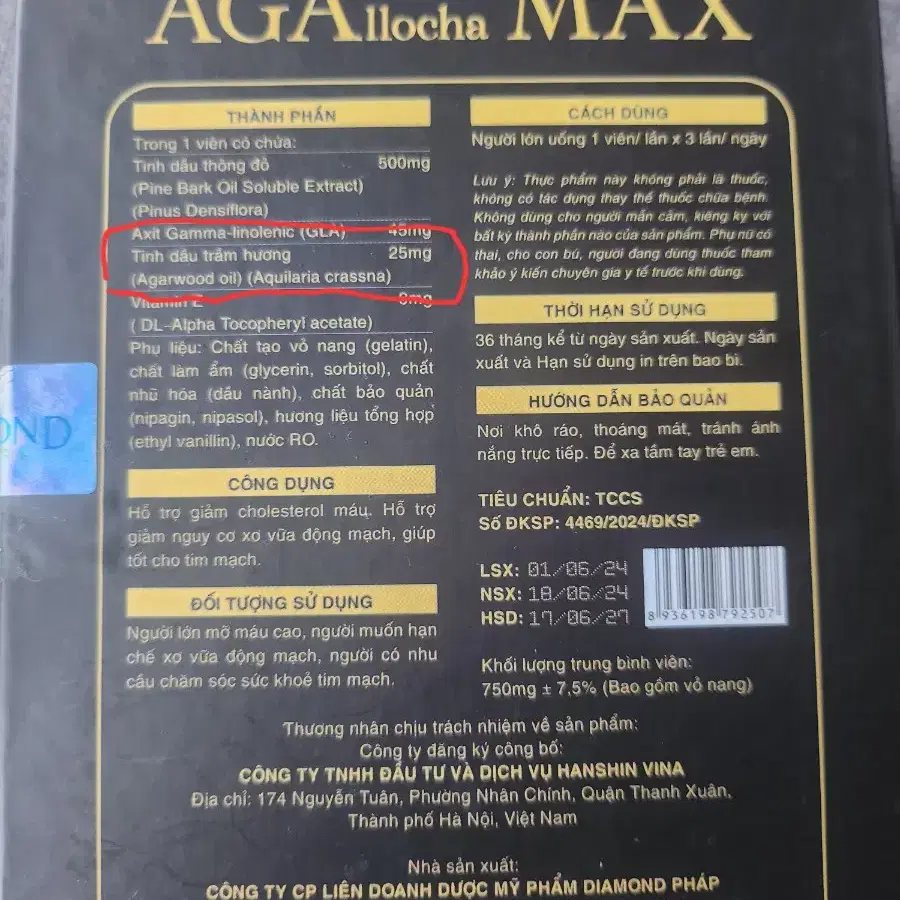 AGAllocha MAX
THÀNH PHẦN
Trong 1 viên có chứa:
Tinh dầu thông đỏ 500mg
(Pine Bark Oil Soluble Extract)
(Pinus Densiflora)
Axit Gamma-linolenic (GLA) 45mg
Tinh dầu trầm hương 25mg
(Agarwood oil) (Aquilaria crassna)
Vitamin E
( DL-Alpha Tocopheryl acetate)
Phụ liệu: Chất tạo vỏ nang (gelatin),
chất làm ẩm (glycerin, sorbitol), chất
nhũ hóa (dầu nành), chất bảo quản
(nipagin, nipasol), hương liệu tổng hợp
(ethyl vanillin), nước RO.
CÔNG DỤNG
Hỗ trợ giảm cholesterol máu. Hỗ trợ
giảm nguy cơ xơ vữa động mạch, giúp
tốt cho tim mạch.
ĐỐI TƯỢNG SỬ DỤNG
Người lớn mỡ máu cao, người muốn hạn
chế xơ vữa động mạch, người có nhu
cầu chăm sóc sức khoẻ tim mạch.
CÁCH DÙNG
Người lớn uống 1 viên/ lần x 3 lần/ ngày
Lưu ý: Thực phẩm này không phải là thuốc,
không có tác dụng thay thế thuốc chữa bệnh.
Không dùng cho người mẫn cảm, kiêng kỵ với
bất kỳ thành phần nào của sản phẩm. Phụ nữ có
thai, cho con bú, người đang dùng thuốc tham
khảo ý kiến chuyên gia y tế trước khi dùng.
THỜI HẠN SỬ DỤNG
36 tháng kể từ ngày sản xuất. Ngày sản
xuất và Hạn sử dụng in trên bao bì.
HƯỚNG DẪN BẢO QUẢN
Nơi khô ráo, thoáng mát, tránh ánh
nắng trực tiếp. Để xa tầm tay trẻ em.
TIÊU CHUẨN: TCCS
Số ĐKSP: 4469/2024/ĐKSP
LSX: 01/06/24
NSX: 18/06/24
HSD: 17/06/27
8 936198 792507
Khối lượng trung bình viên:
750mg ± 7,5% (Bao gồm vỏ nang)
OND
Thương nhân chịu trách nhiệm về sản phẩm:
Công ty đăng ký công bố:
CÔNG TY TNHH ĐẦU TƯ VÀ DỊCH VỤ HANSHIN VINA
Địa chỉ: 174 Nguyễn Tuân, Phường Nhân Chính, Quận Thanh Xuân,
Thành phố Hà Nội, Việt Nam
Nhà sản xuất:
CÔNG TY CP LIÊN DOANH DƯỢC MỸ PHẨM DIAMOND PHÁP